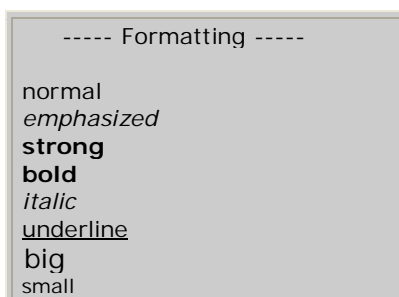 ----- Formatting -----
normal
emphasized
strong
bold
italic
underline
big
small